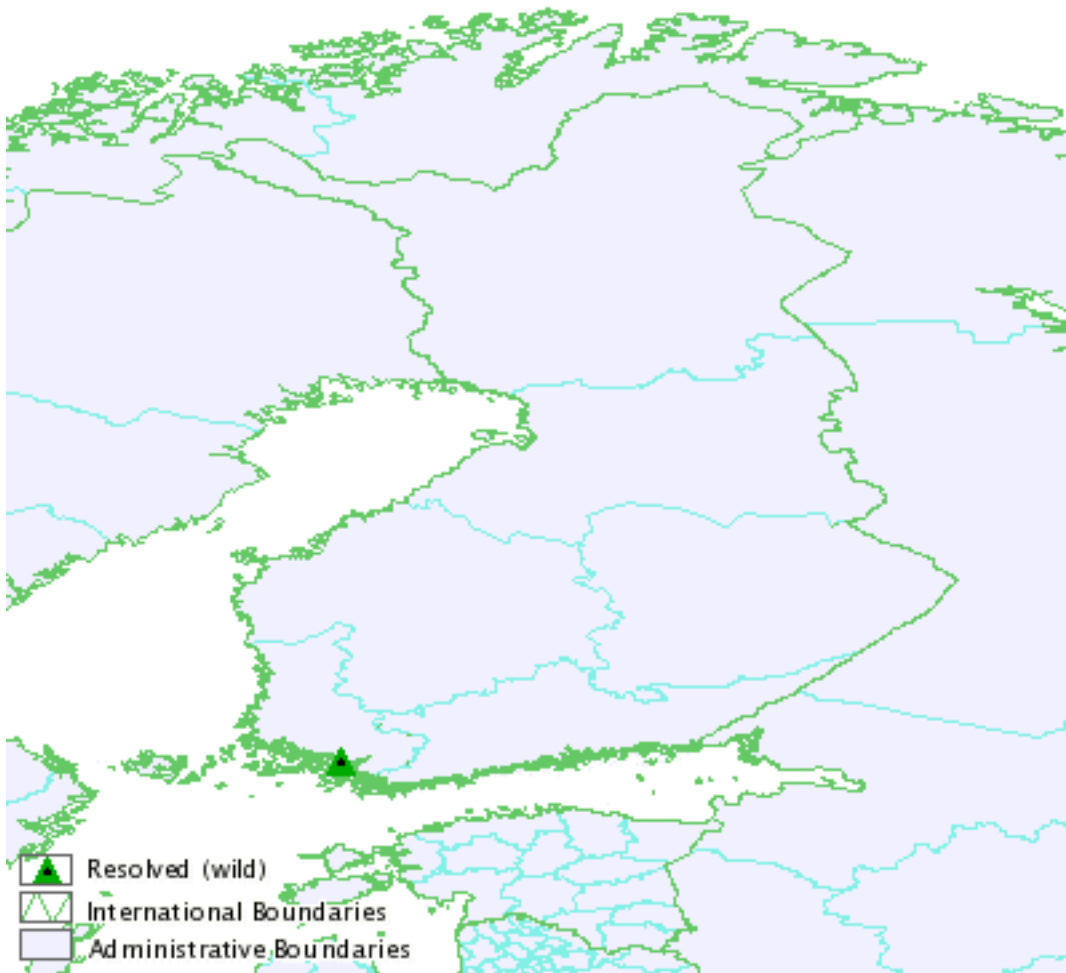 Resolved (wild)
International Boundaries
Administrative Boundaries